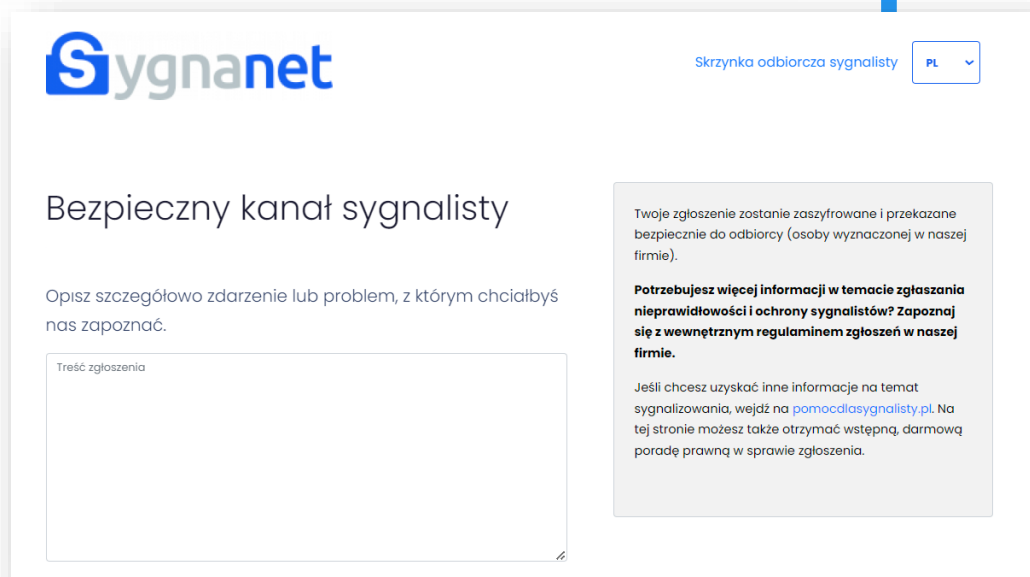 Sygnanet
Skrzynka odbiorcza sygnalisty
PL
Bezpieczny kanał sygnalisty
Opisz szczegółowo zdarzenie lub problem, z którym chciałbyś
nas zapoznać.
Treść zgłoszenia
Twoje zgłoszenie zostanie zaszyfrowane i przekazane
bezpiecznie do odbiorcy (osoby wyznaczonej w naszej
firmie).
Potrzebujesz więcej informacji w temacie zgłaszania
nieprawidłowości i ochrony sygnalistów? Zapoznaj
się z wewnętrznym regulaminem zgłoszeń w naszej
firmie.
Jeśli chcesz uzyskać inne informacje na temat
sygnalizowania, wejdź na pomocdlasygnalisty.pl. Na
tej stronie możesz także otrzymać wstępną, darmową
poradę prawną w sprawie zgłoszenia.